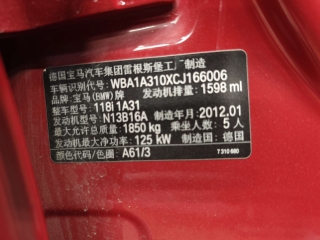 德国宝马汽车集团雷根斯堡工厂制造
车辆识别代号: WBA1A310XCJ166006
品牌: 宝马(BMW)牌 发动机排量: 1598 ml
整车型号: 118i 1A31
发动机型号: N13B16A 制造年月: 2012.01
最大允许总质量: 1850 kg 乘坐人数: 5 人
发动机最大净功率: 125 kW 制造国: 德国
颜色代码/色圖: A61/3
7 310 660